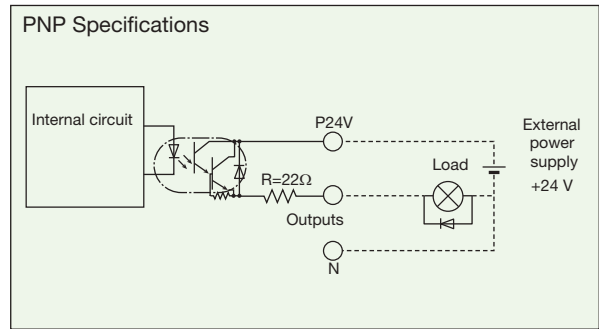 PNP Specifications
Internal circuit
P24V
External
power
supply
+24 V
Load
R=22Ω
Outputs
N